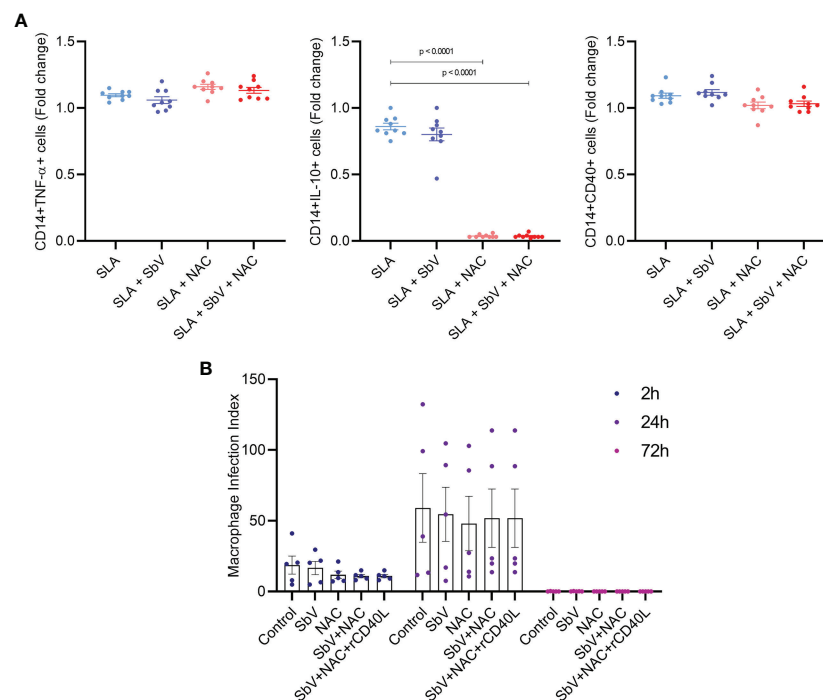 A
CD14+TNF-α+ cells (Fold change)
1.5
1.0
0.5
0.0
SLA
SLA + SbV
SLA + NAC
SLA + SbV + NAC
CD14+IL-10+ cells (Fold change)
1.5
1.0
0.5
0.0
p < 0.0001
p < 0.0001
SLA
SLA + SbV
SLA + NAC
SLA + SbV + NAC
CD14+CD40+ cells (Fold change)
1.5
1.0
0.5
0.0
SLA
SLA + SbV
SLA + NAC
SLA + SbV + NAC
B
Macrophage Infection Index
150
100
50
0
Control
SbV
NAC
SbV+NAC
SbV+NAC+rCD40L
Control
SbV
NAC
SbV+NAC
SbV+NAC+rCD40L
Control
SbV
NAC
SbV+NAC
SbV+NAC+rCD40L
2h
24h
72h